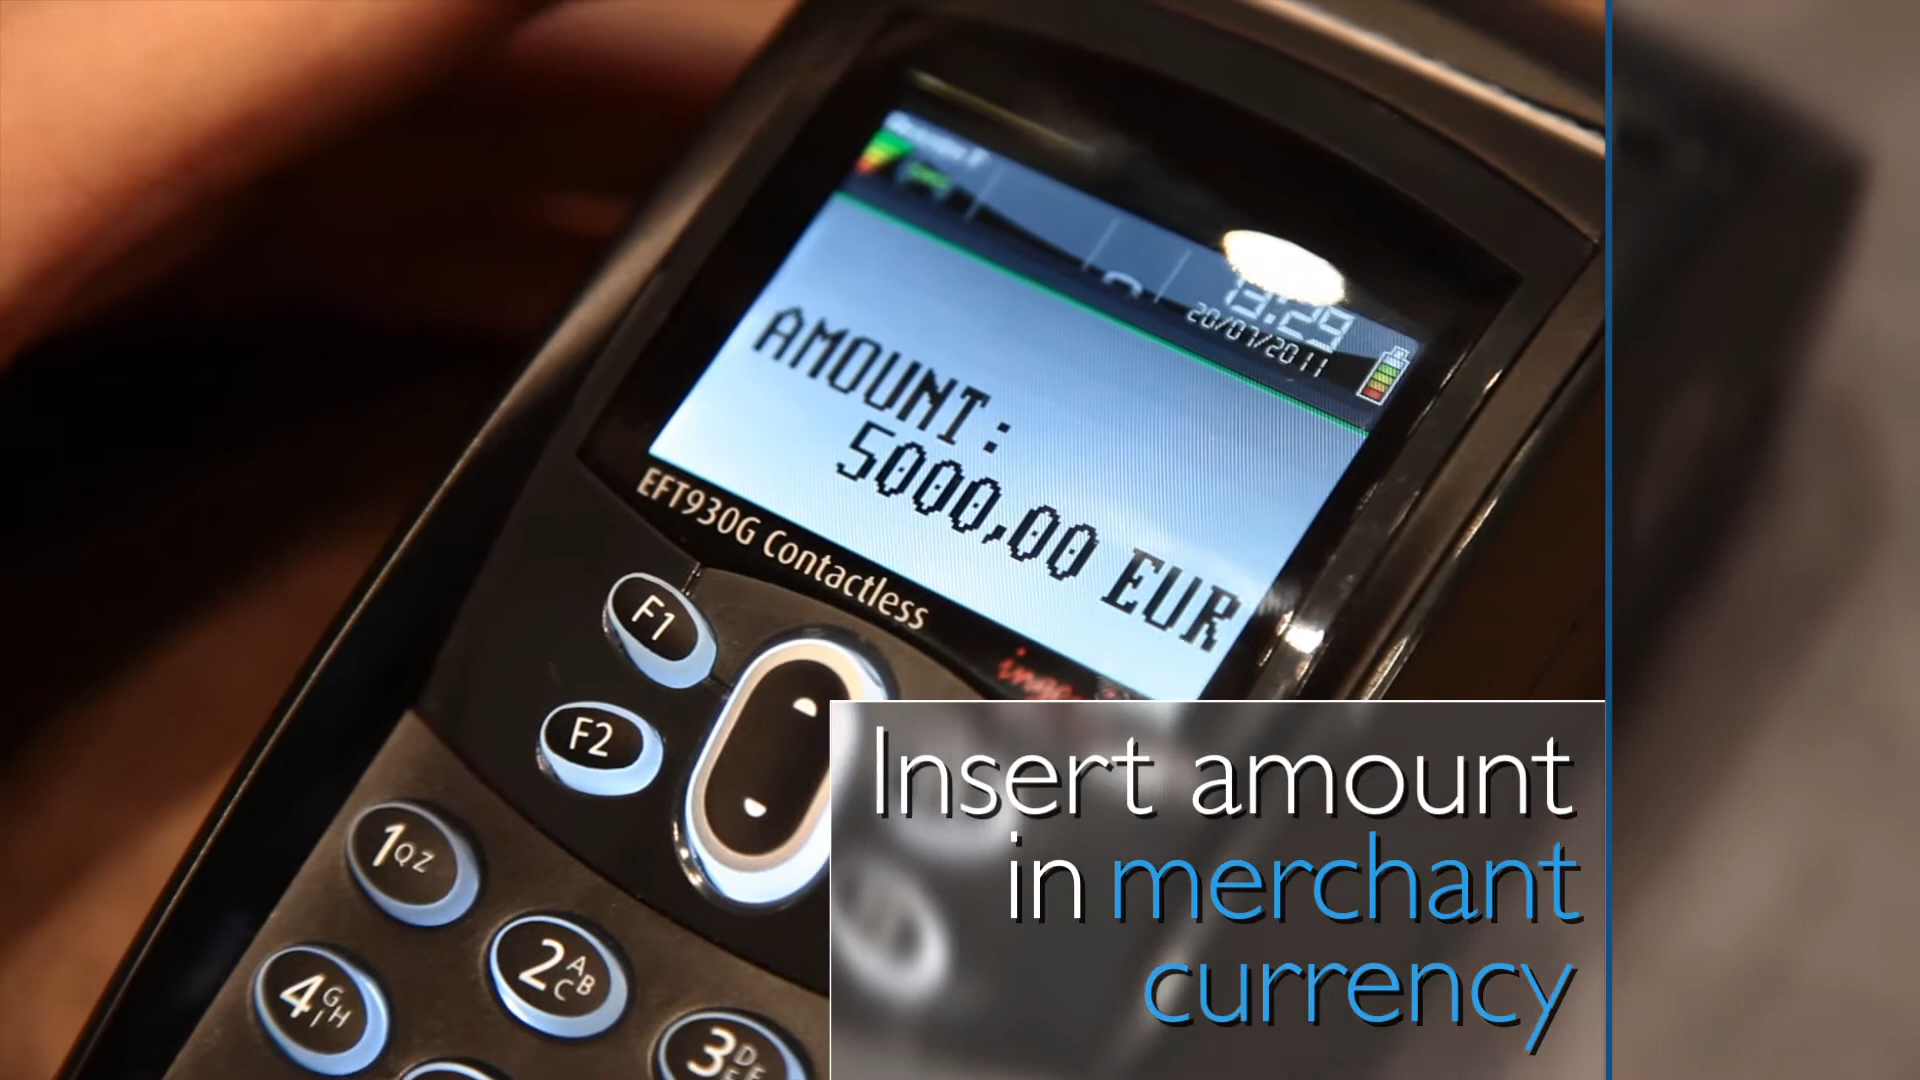 13:29
20/07/2011
AMOUNT:
5000,00 EUR
EFT930G Contactless
F1
F2
1QZ
2ABC
4GHI
Insert amount
in merchant
currency